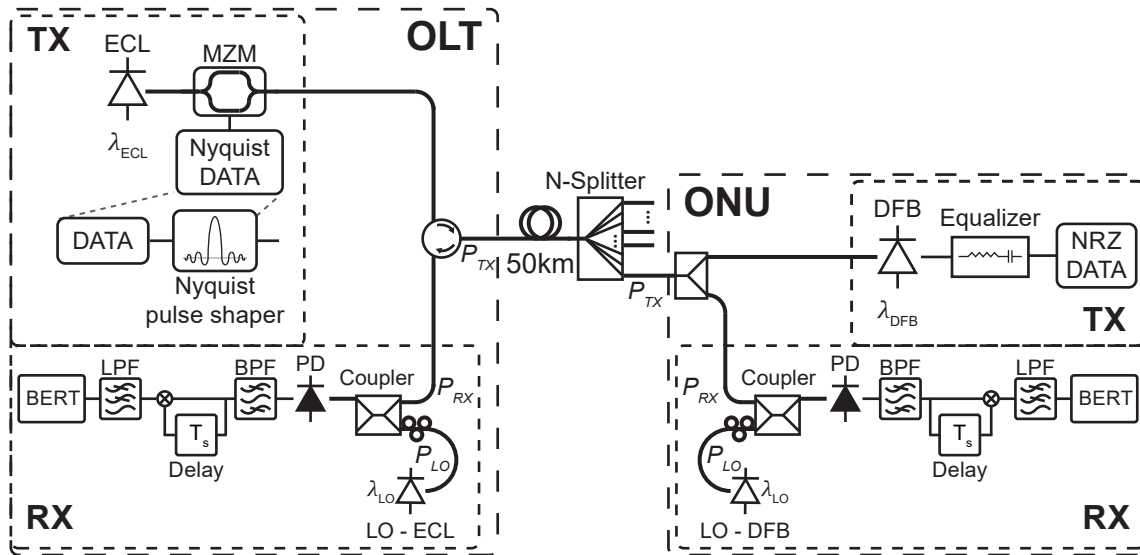 TX
OLT
ECL
MZM
λECL
Nyquist
DATA
DATA
Nyquist
pulse shaper
PTX
50km
N-Splitter
PTX
ONU
DFB
Equalizer
NRZ
DATA
λDFB
TX
BERT
LPF
BPF
PD
Coupler
PRX
Ts
Delay
PLO
λLO
LO - ECL
RX
PRX
Coupler
PD
BPF
LPF
BERT
Ts
Delay
PLO
λLO
LO - DFB
RX